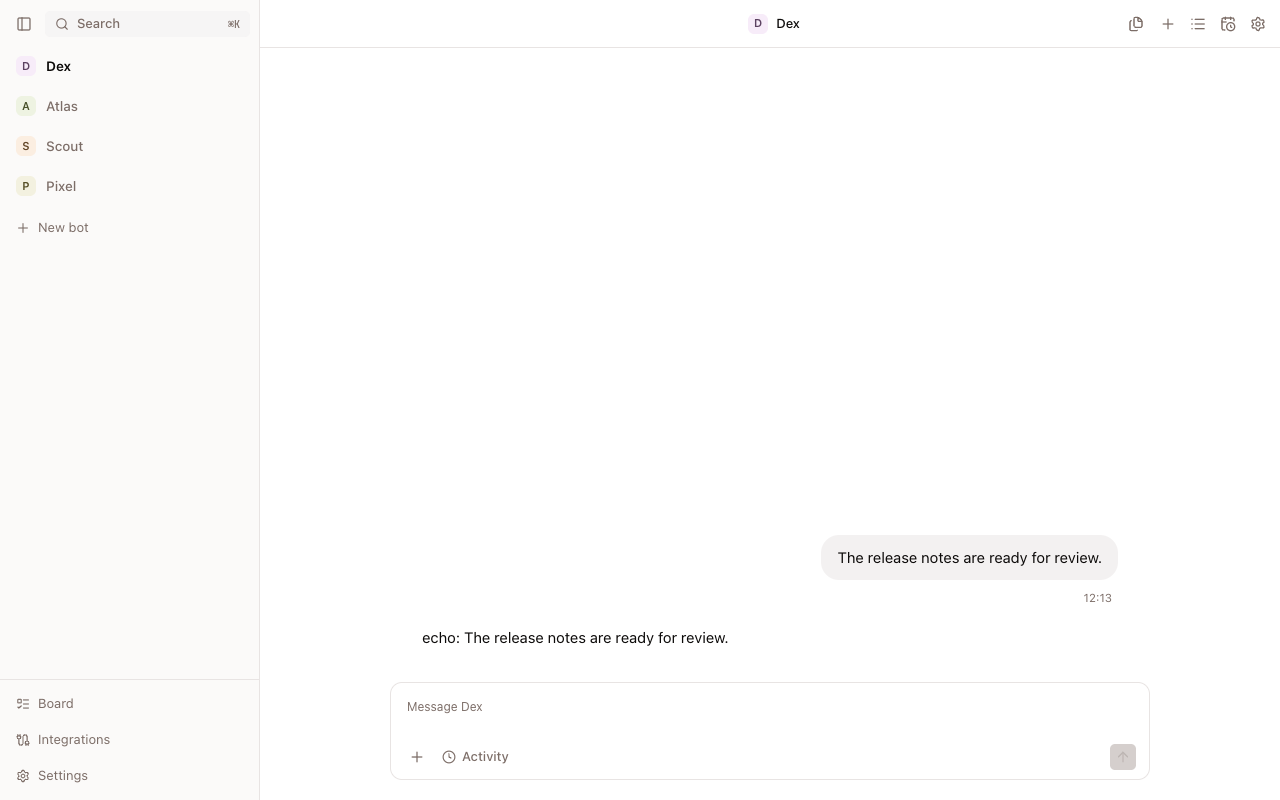 Search
⌘K
D Dex
A Atlas
S Scout
P Pixel
New bot
Board
Integrations
Settings
D Dex
The release notes are ready for review.
12:13
echo: The release notes are ready for review.
Message Dex
Activity